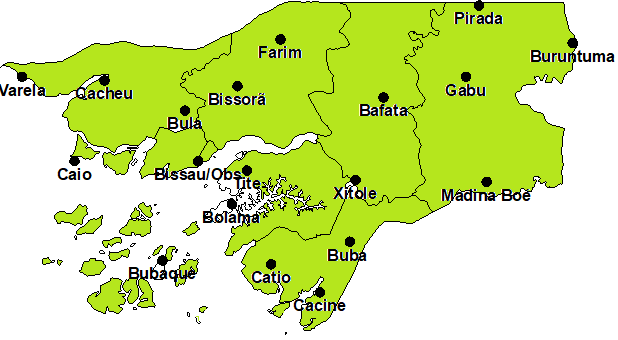 Pirada
Farim
Buruntuma
Varela
Cacheu
Bissorã
Gabu
Bafata
Bula
Caio
Bissau/Obs
Tite
Xitole
Madina Boe
Bolama
Buba
Bubaque
Catio
Cacine